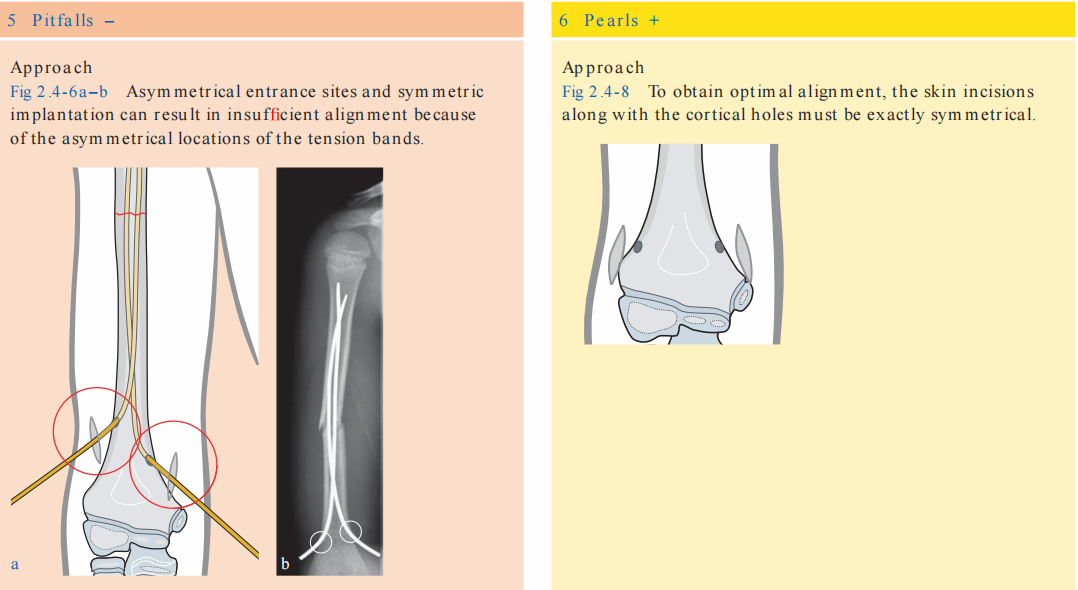 5 Pitfalls –
Approach
Fig 2.4-6a–b Asymmetrical entrance sites and symmetric
implantation can result in insufficient alignment because
of the asymmetrical locations of the tension bands.
a
b
6 Pearls +
Approach
Fig 2.4-8 To obtain optimal alignment, the skin incisions
along with the cortical holes must be exactly symmetrical.